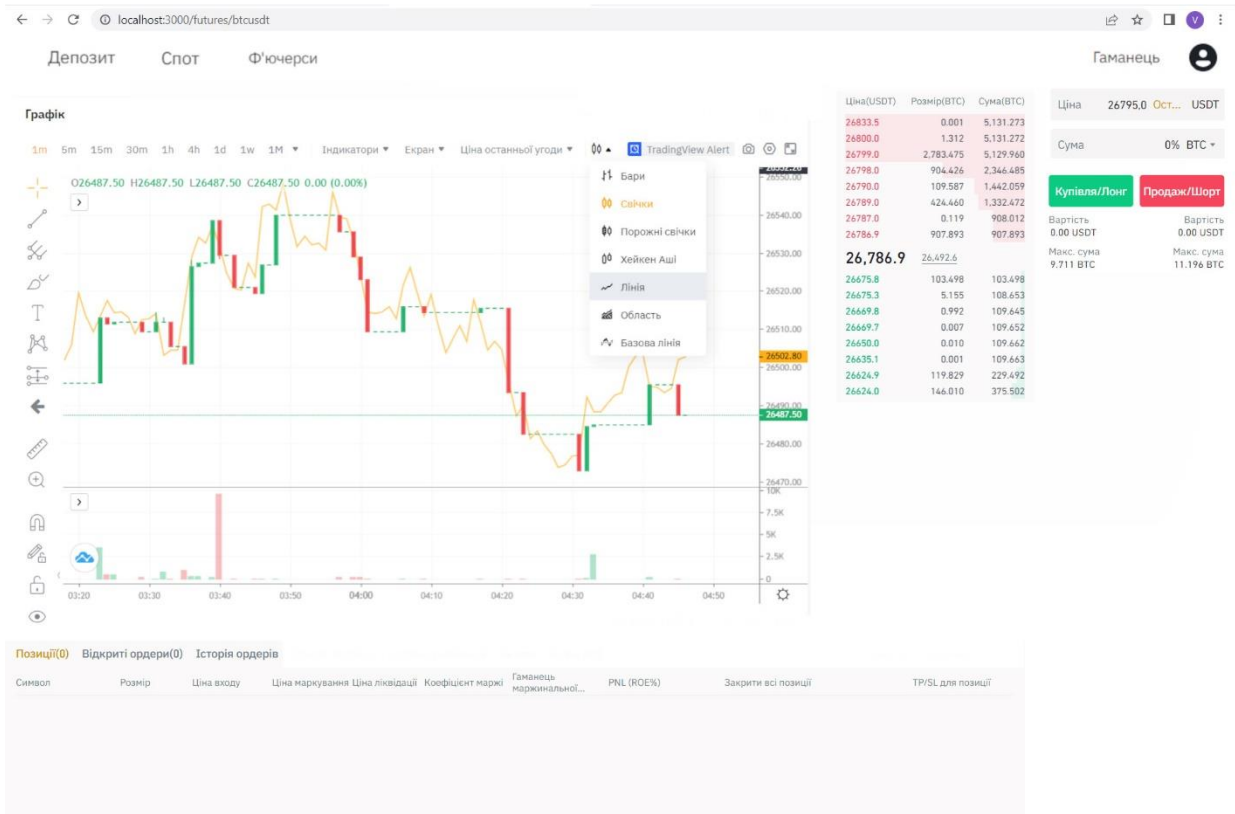 localhost:3000/futures/btcusdt
V
Депозит Спот Ф'ючерси Гаманець
Графік
1m 5m 15m 30m 1h 4h 1d 1w 1M Індикатори Екран Ціна останньої угоди TradingView Alert
O26487.50 H26487.50 L26487.50 C26487.50 0.00 (0.00%)
Бари
Свічки
Порожні свічки
Хейкен Аші
Лінія
Область
Базова лінія
26550.00
26540.00
26530.00
26520.00
26510.00
26502.80
26500.00
26490.00
26487.50
26480.00
26470.00
10K
7.5K
5K
2.5K
0
03:20 03:30 03:40 03:50 04:00 04:10 04:20 04:30 04:40 04:50
Ціна(USDT) Розмір(BTC) Сума(BTC)
26833.5 0.001 5,131.273
26800.0 1.312 5,131.272
26799.0 2,783.475 5,129.960
26798.0 904.426 2,346.485
26790.0 109.587 1,442.059
26789.0 424.460 1,332.472
26787.0 0.119 908.012
26786.9 907.893 907.893
26,786.9 26,492.6
26675.8 103.498 103.498
26675.3 5.155 108.653
26669.8 0.992 109.645
26669.7 0.007 109.652
26650.0 0.010 109.662
26635.1 0.001 109.663
26624.9 119.829 229.492
26624.0 146.010 375.502
Ціна 26795,0 Ост... USDT
Сума 0% BTC
Купівля/Лонг Продаж/Шорт
Вартість Вартість
0.00 USDT 0.00 USDT
Макс. сума Макс. сума
9.711 BTC 11.196 BTC
Позиції(0) Відкриті ордери(0) Історія ордерів
Символ Розмір Ціна входу Ціна маркування Ціна ліквідації Коефіцієнт маржі Гаманець маржинальної... PNL (ROE%) Закрити всі позиції TP/SL для позиції